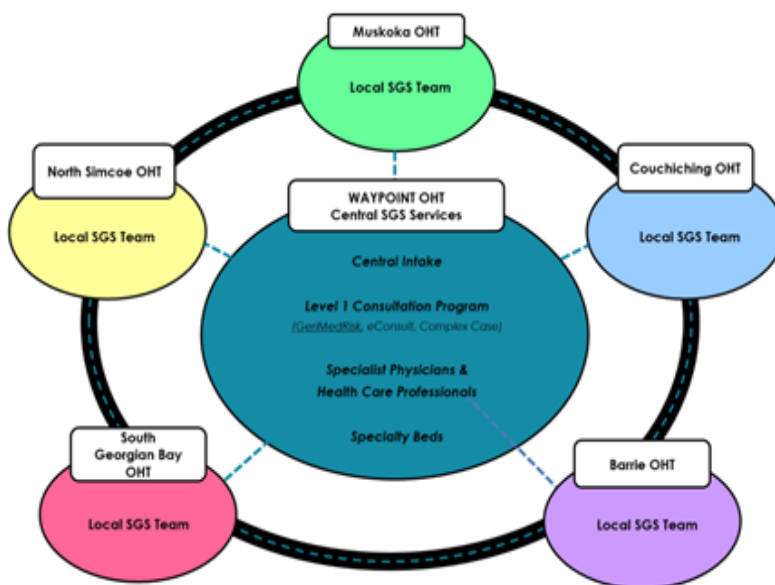 Muskoka OHT
Local SGS Team
North Simcoe OHT
Local SGS Team
Couchiching OHT
Local SGS Team
WAYPOINT OHT
Central SGS Services
Central Intake
Level 1 Consultation Program
(GeriMedRisk, eConsult, Complex Case)
Specialist Physicians &
Health Care Professionals
Specialty Beds
South
Georgian Bay
OHT
Local SGS Team
Barrie OHT
Local SGS Team